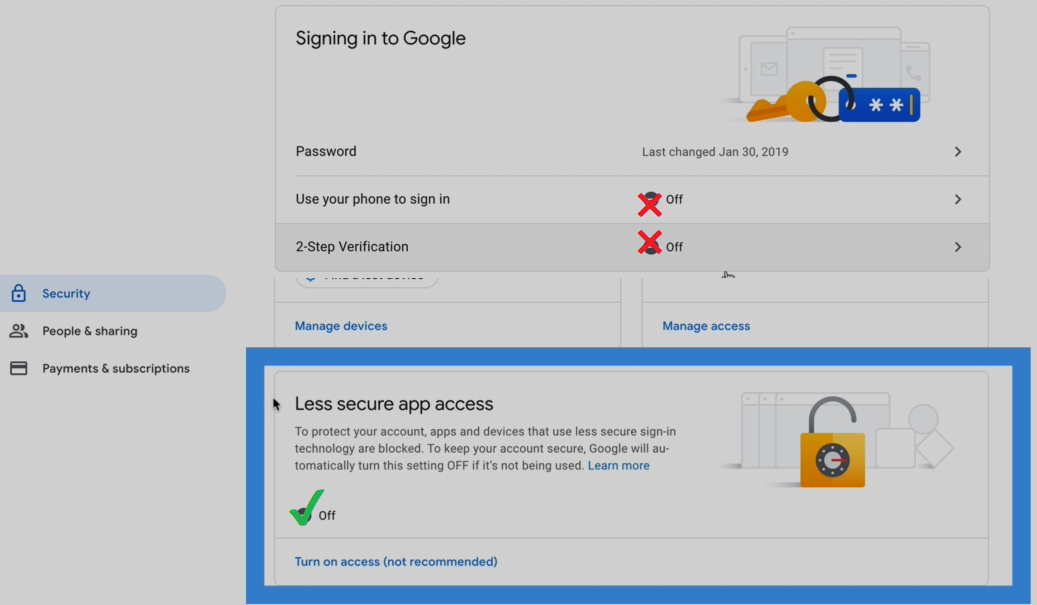 Signing in to Google
**
Password
Last changed Jan 30, 2019
Use your phone to sign in
Off
2-Step Verification
Off
Security
People & sharing
Payments & subscriptions
Manage devices
Manage access
Less secure app access
To protect your account, apps and devices that use less secure sign-in
technology are blocked. To keep your account secure, Google will au-
tomatically turn this setting OFF if it's not being used. Learn more
Off
Turn on access (not recommended)